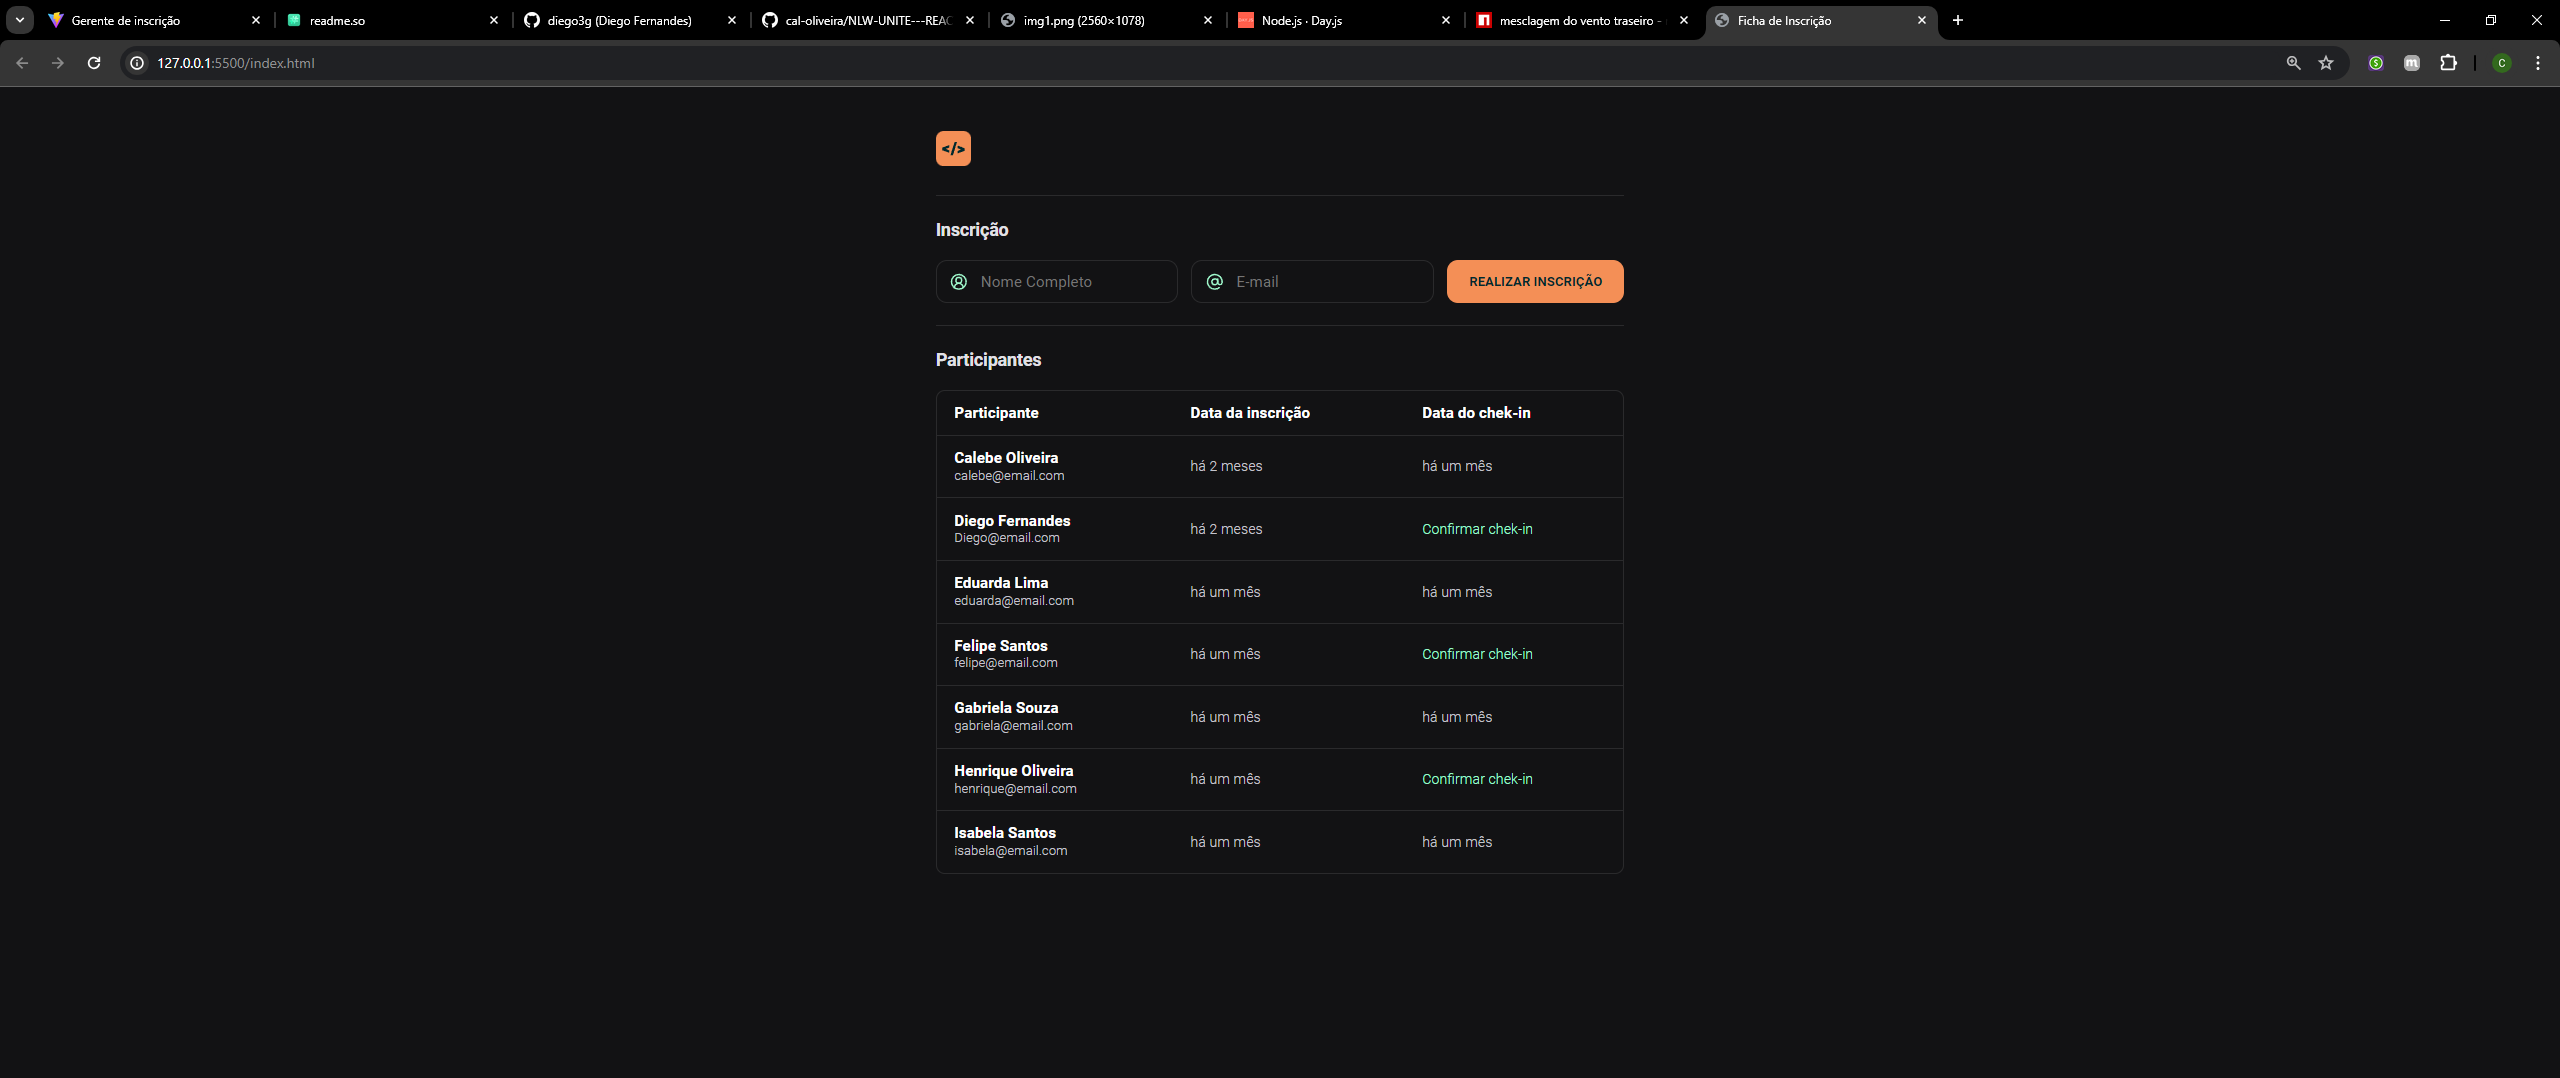 Gerente de inscrição
readme.so
diego3g (Diego Fernandes)
cal-oliveira/NLW-UNITE---REAC
img1.png (2560×1078)
Node.js · Day.js
mesclagem do vento traseiro -
Ficha de Inscrição
127.0.0.1:5500/index.html
C
</>
Inscrição
Nome Completo
E-mail
REALIZAR INSCRIÇÃO
Participantes
Participante Data da inscrição Data do chek-in
Calebe Oliveira
calebe@email.com
há 2 meses
há um mês
Diego Fernandes
Diego@email.com
há 2 meses
Confirmar chek-in
Eduarda Lima
eduarda@email.com
há um mês
há um mês
Felipe Santos
felipe@email.com
há um mês
Confirmar chek-in
Gabriela Souza
gabriela@email.com
há um mês
há um mês
Henrique Oliveira
henrique@email.com
há um mês
Confirmar chek-in
Isabela Santos
isabela@email.com
há um mês
há um mês